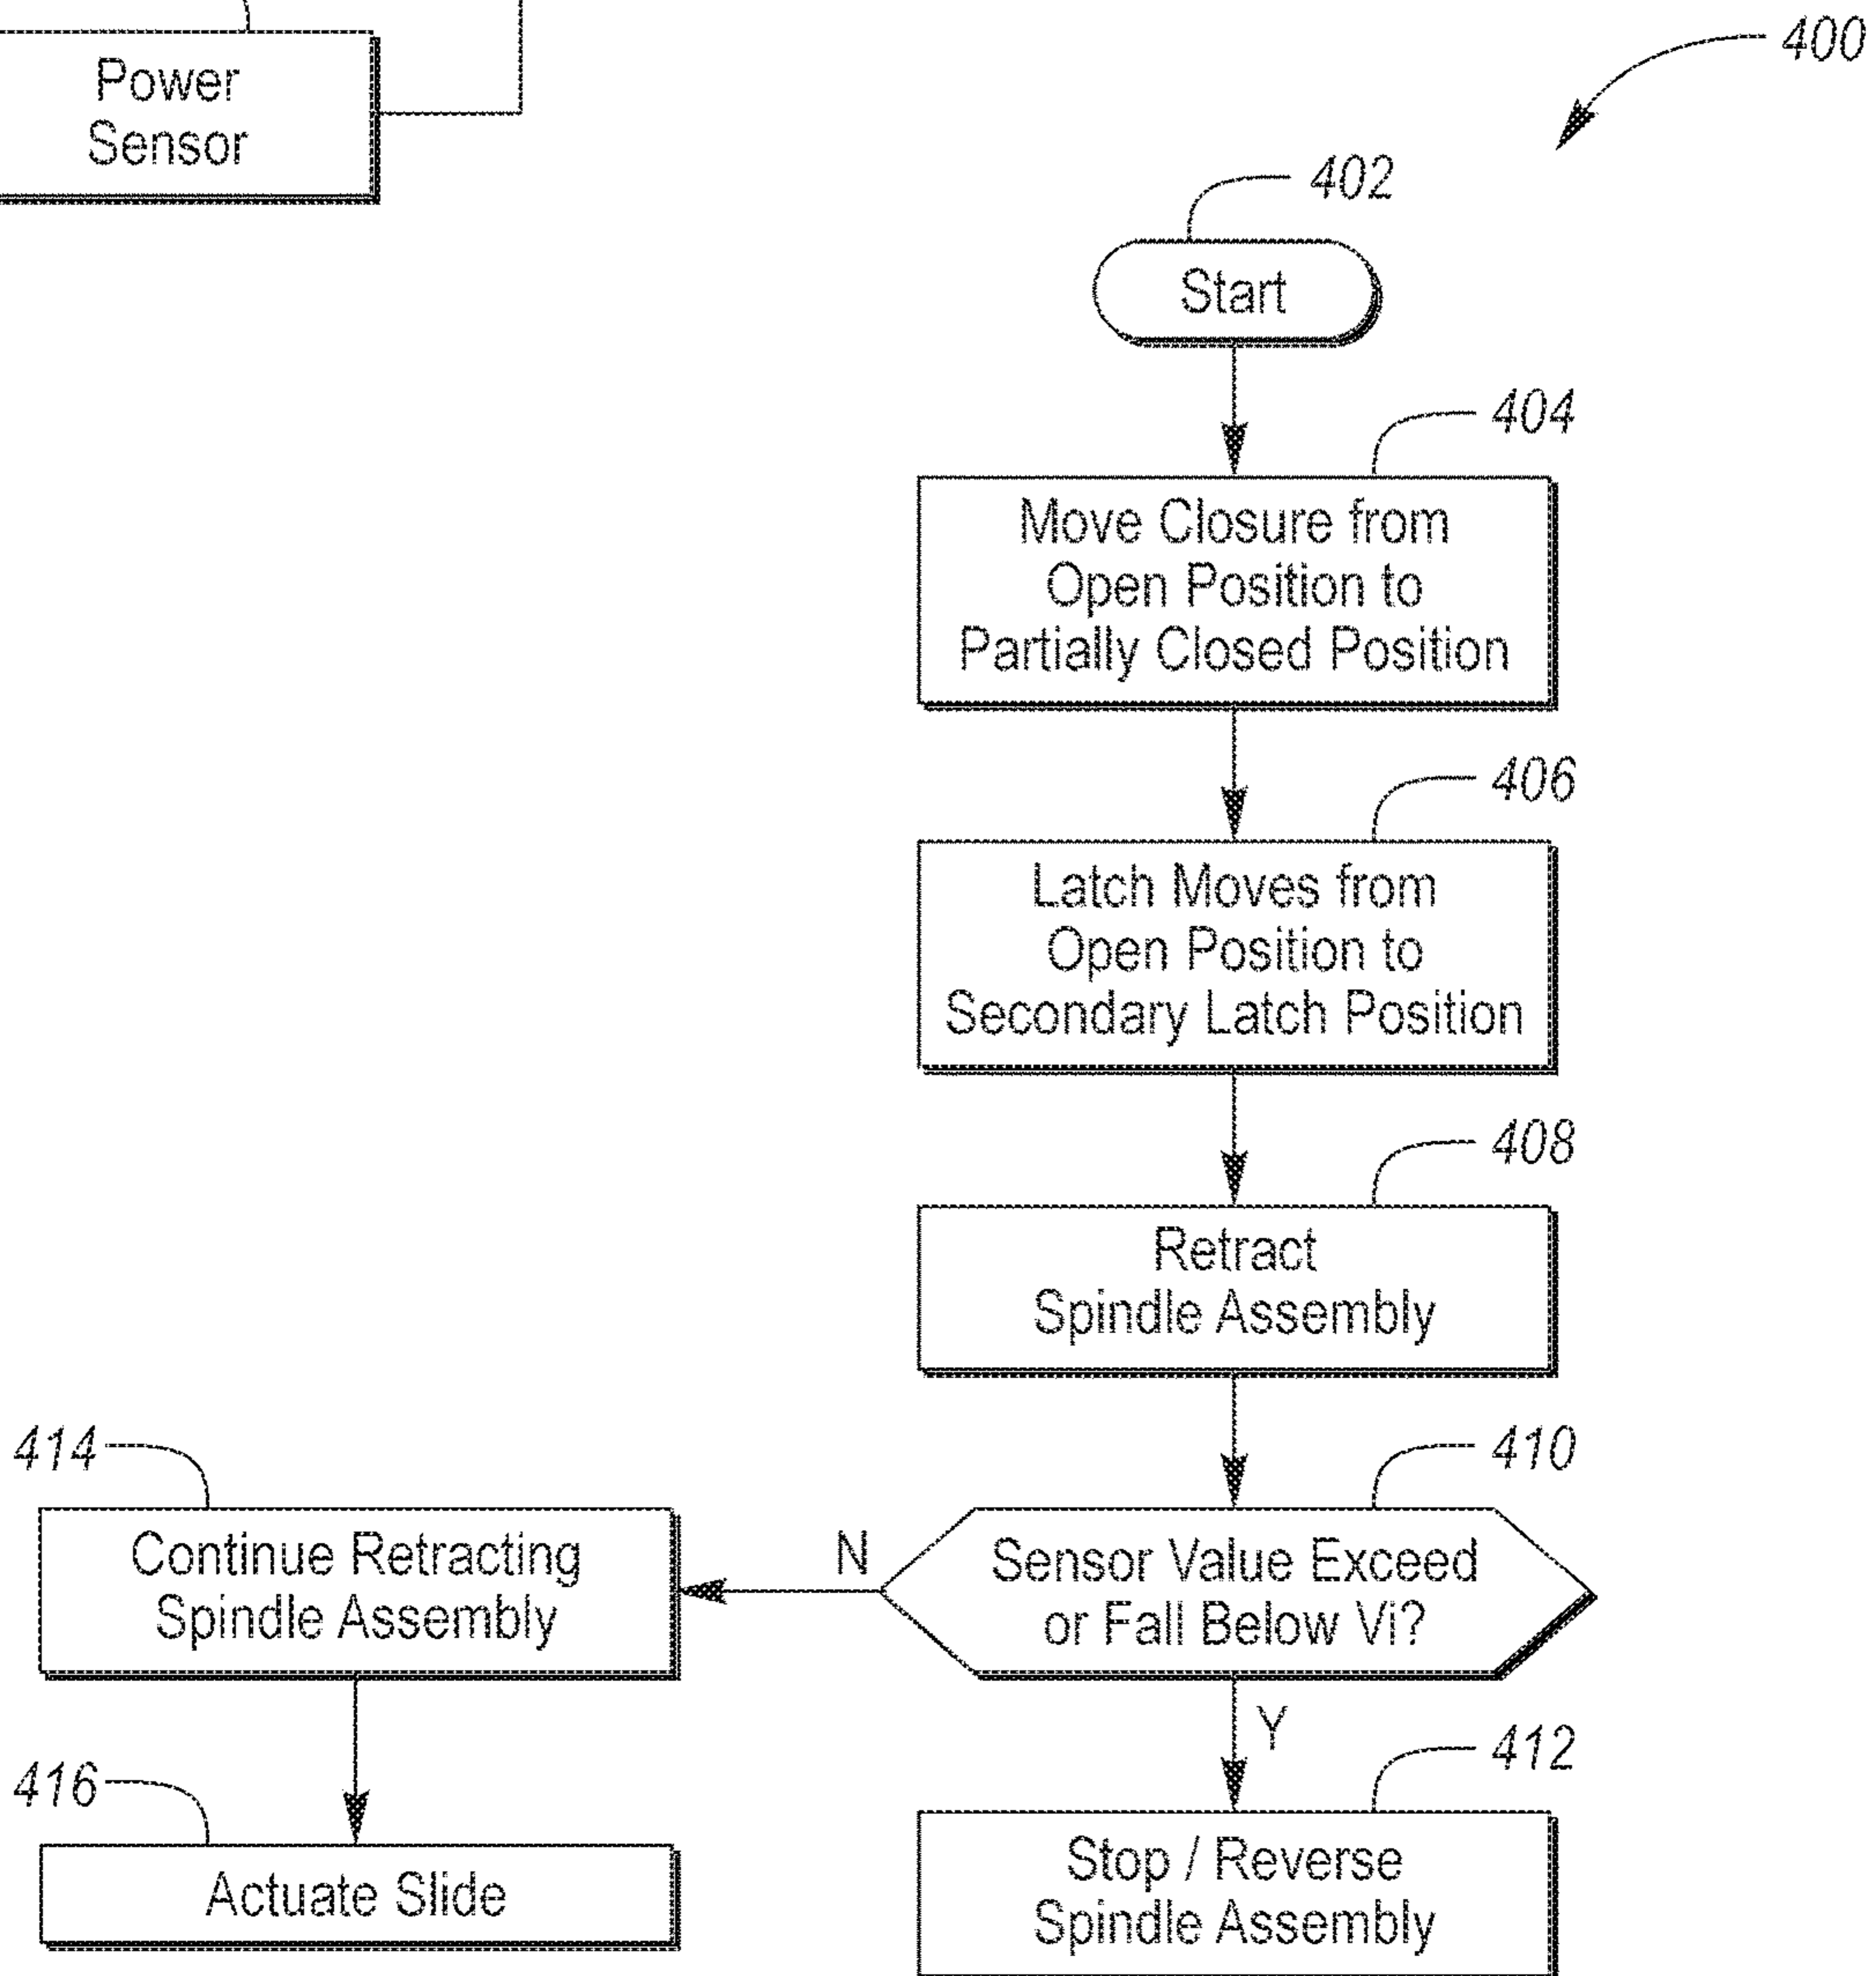 Power
Sensor
400
402
Start
404
Move Closure from
Open Position to
Partially Closed Position
406
Latch Moves from
Open Position to
Secondary Latch Position
408
Retract
Spindle Assembly
410
Sensor Value Exceed
or Fall Below Vi?
N
414
Continue Retracting
Spindle Assembly
Y
412
Stop / Reverse
Spindle Assembly
416
Actuate Slide